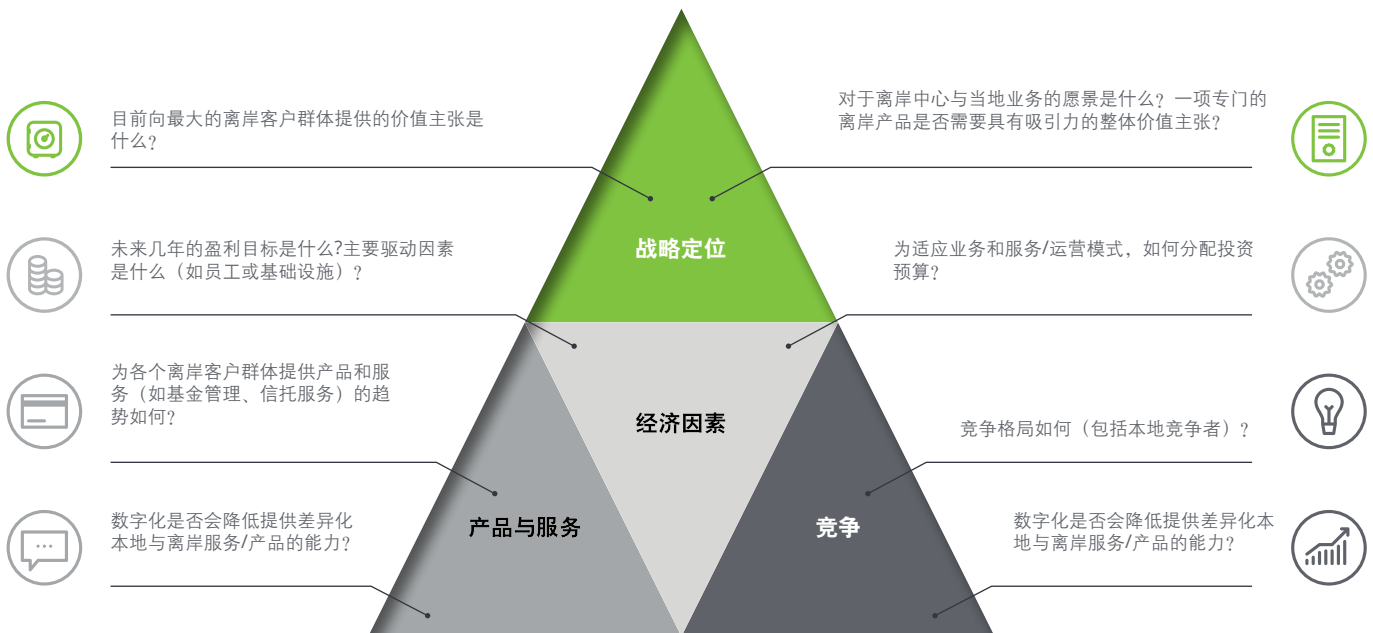 目前向最大的离岸客户群体提供的价值主张是
什么？
对于离岸中心与当地业务的愿景是什么？一项专门的
离岸产品是否需要具有吸引力的整体价值主张？
战略定位
未来几年的盈利目标是什么?主要驱动因素
是什么（如员工或基础设施）？
为适应业务和服务/运营模式，如何分配投资
预算？
经济因素
为各个离岸客户群体提供产品和服
务（如基金管理、信托服务）的趋
势如何？
竞争格局如何（包括本地竞争者）？
产品与服务
竞争
数字化是否会降低提供差异化
本地与离岸服务/产品的能力？
数字化是否会降低提供差异化本
地与离岸服务/产品的能力？